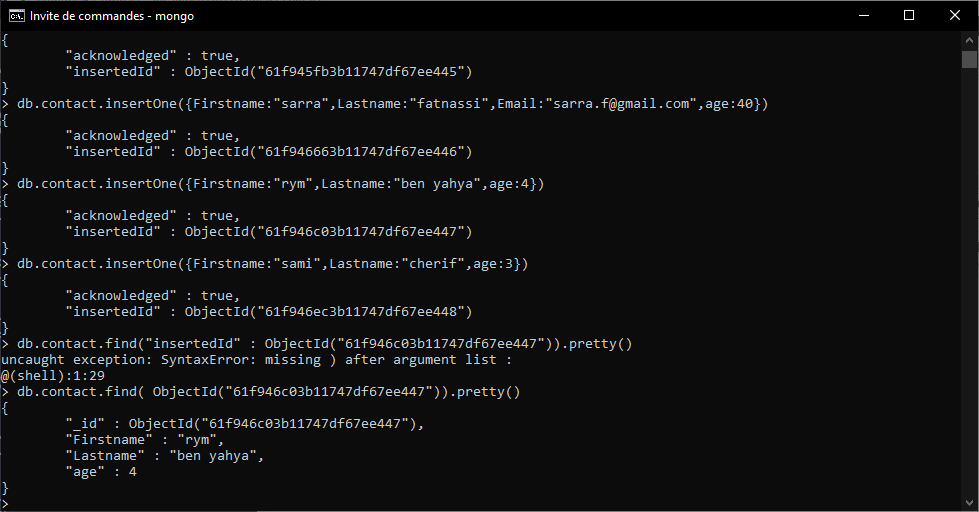 Invite de commandes - mongo
{
"acknowledged" : true,
"insertedId" : ObjectId("61f945fb3b11747df67ee445")
}
> db.contact.insertOne({Firstname:"sarra",Lastname:"fatnassi",Email:"sarra.f@gmail.com",age:40})
{
"acknowledged" : true,
"insertedId" : ObjectId("61f946663b11747df67ee446")
}
> db.contact.insertOne({Firstname:"rym",Lastname:"ben yahya",age:4})
{
"acknowledged" : true,
"insertedId" : ObjectId("61f946c03b11747df67ee447")
}
> db.contact.insertOne({Firstname:"sami",Lastname:"cherif",age:3})
{
"acknowledged" : true,
"insertedId" : ObjectId("61f946ec3b11747df67ee448")
}
> db.contact.find("insertedId" : ObjectId("61f946c03b11747df67ee447")).pretty()
uncaught exception: SyntaxError: missing ) after argument list :
@(shell):1:29
> db.contact.find( ObjectId("61f946c03b11747df67ee447")).pretty()
{
"_id" : ObjectId("61f946c03b11747df67ee447"),
"Firstname" : "rym",
"Lastname" : "ben yahya",
"age" : 4
}
>